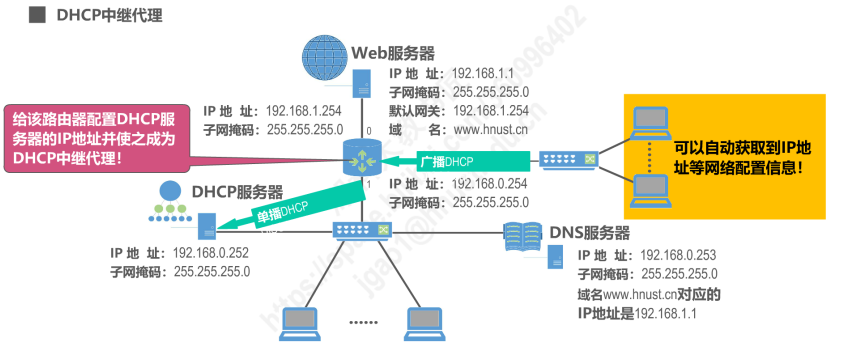 DHCP中继代理
Web服务器
IP 地 址：192.168.1.1
子网掩码：255.255.255.0
默认网关：192.168.1.254
域 名：www.hnust.cn
IP 地 址：192.168.1.254
子网掩码：255.255.255.0
0
给该路由器配置DHCP服
务器的IP地址并使之成为
DHCP中继代理！
广播DHCP
可以自动获取到IP地
址等网络配置信息！
1
IP 地 址：192.168.0.254
子网掩码：255.255.255.0
DHCP服务器
单播DHCP
IP 地 址：192.168.0.252
子网掩码：255.255.255.0
DNS服务器
IP 地 址：192.168.0.253
子网掩码：255.255.255.0
域名www.hnust.cn对应的
IP地址是192.168.1.1
......